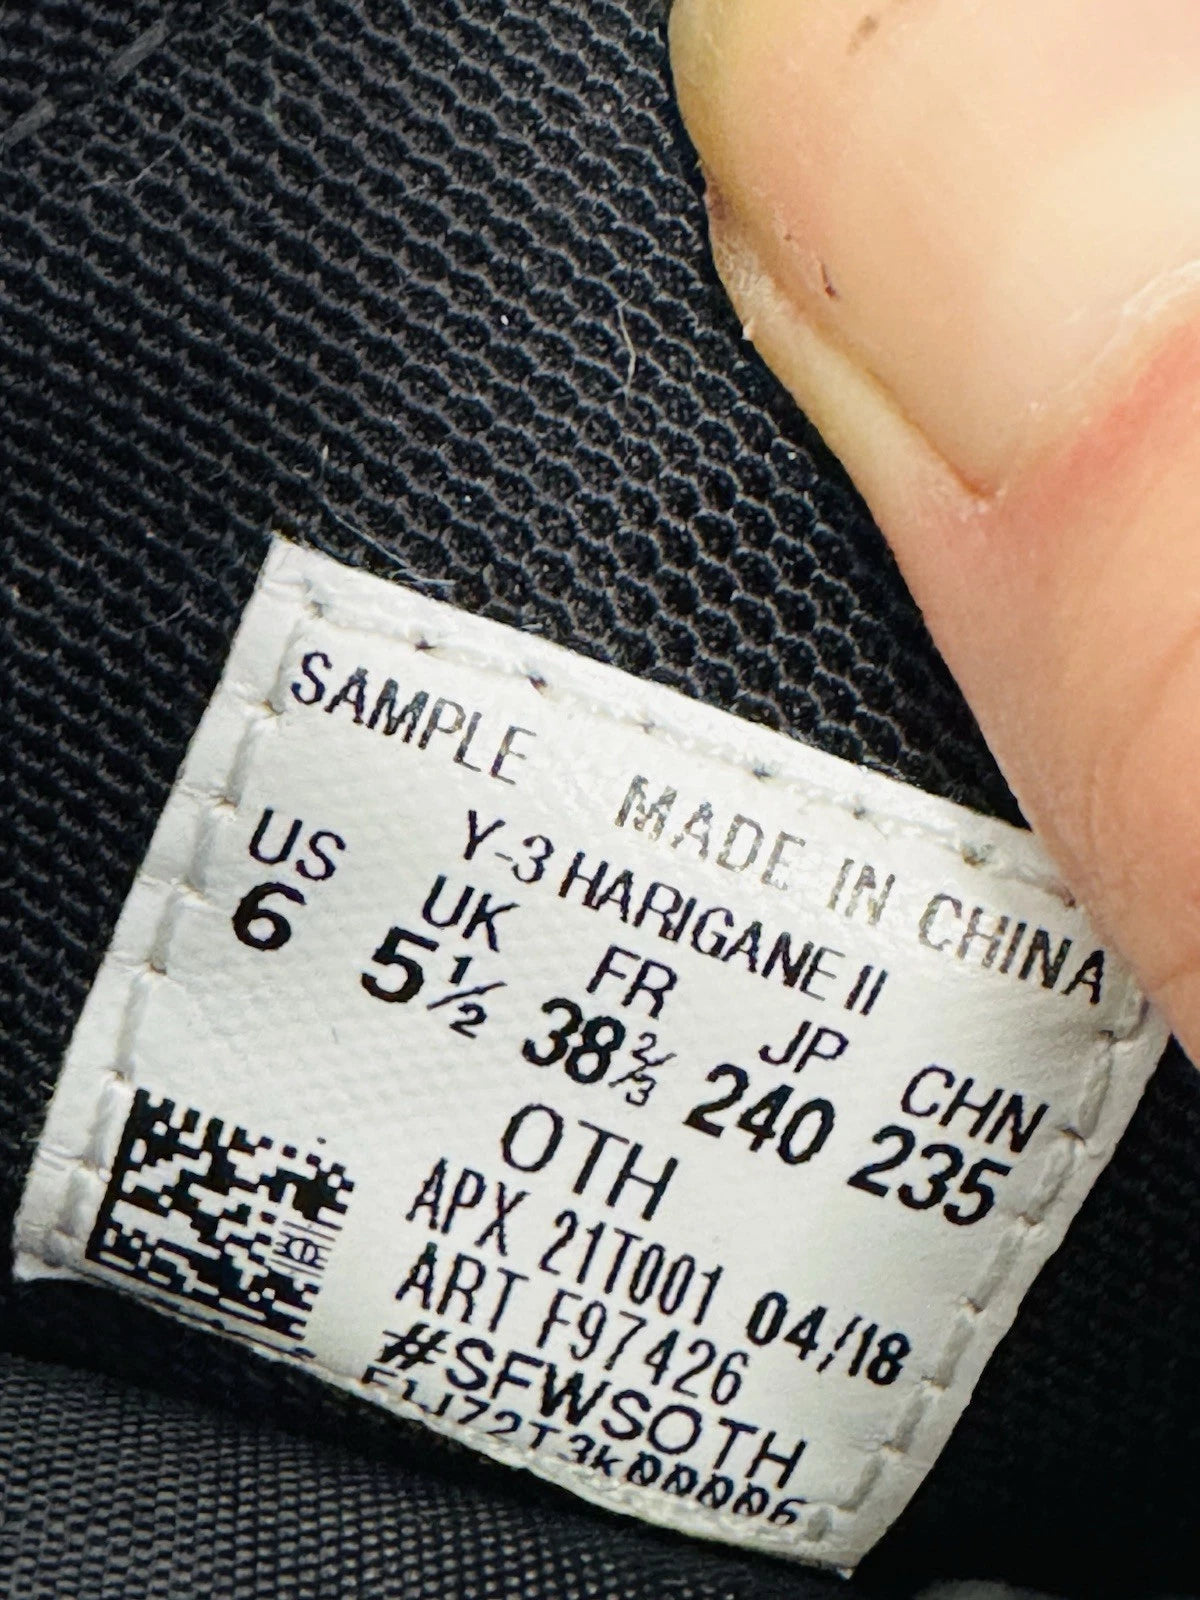 SAMPLE MADE IN CHINA
Y-3 HARIGANE II
US UK FR JP CHN
6 5½ 38⅔ 240 235
OTH
APX 21T001 04/18
ART F97426
#SFWSOTH